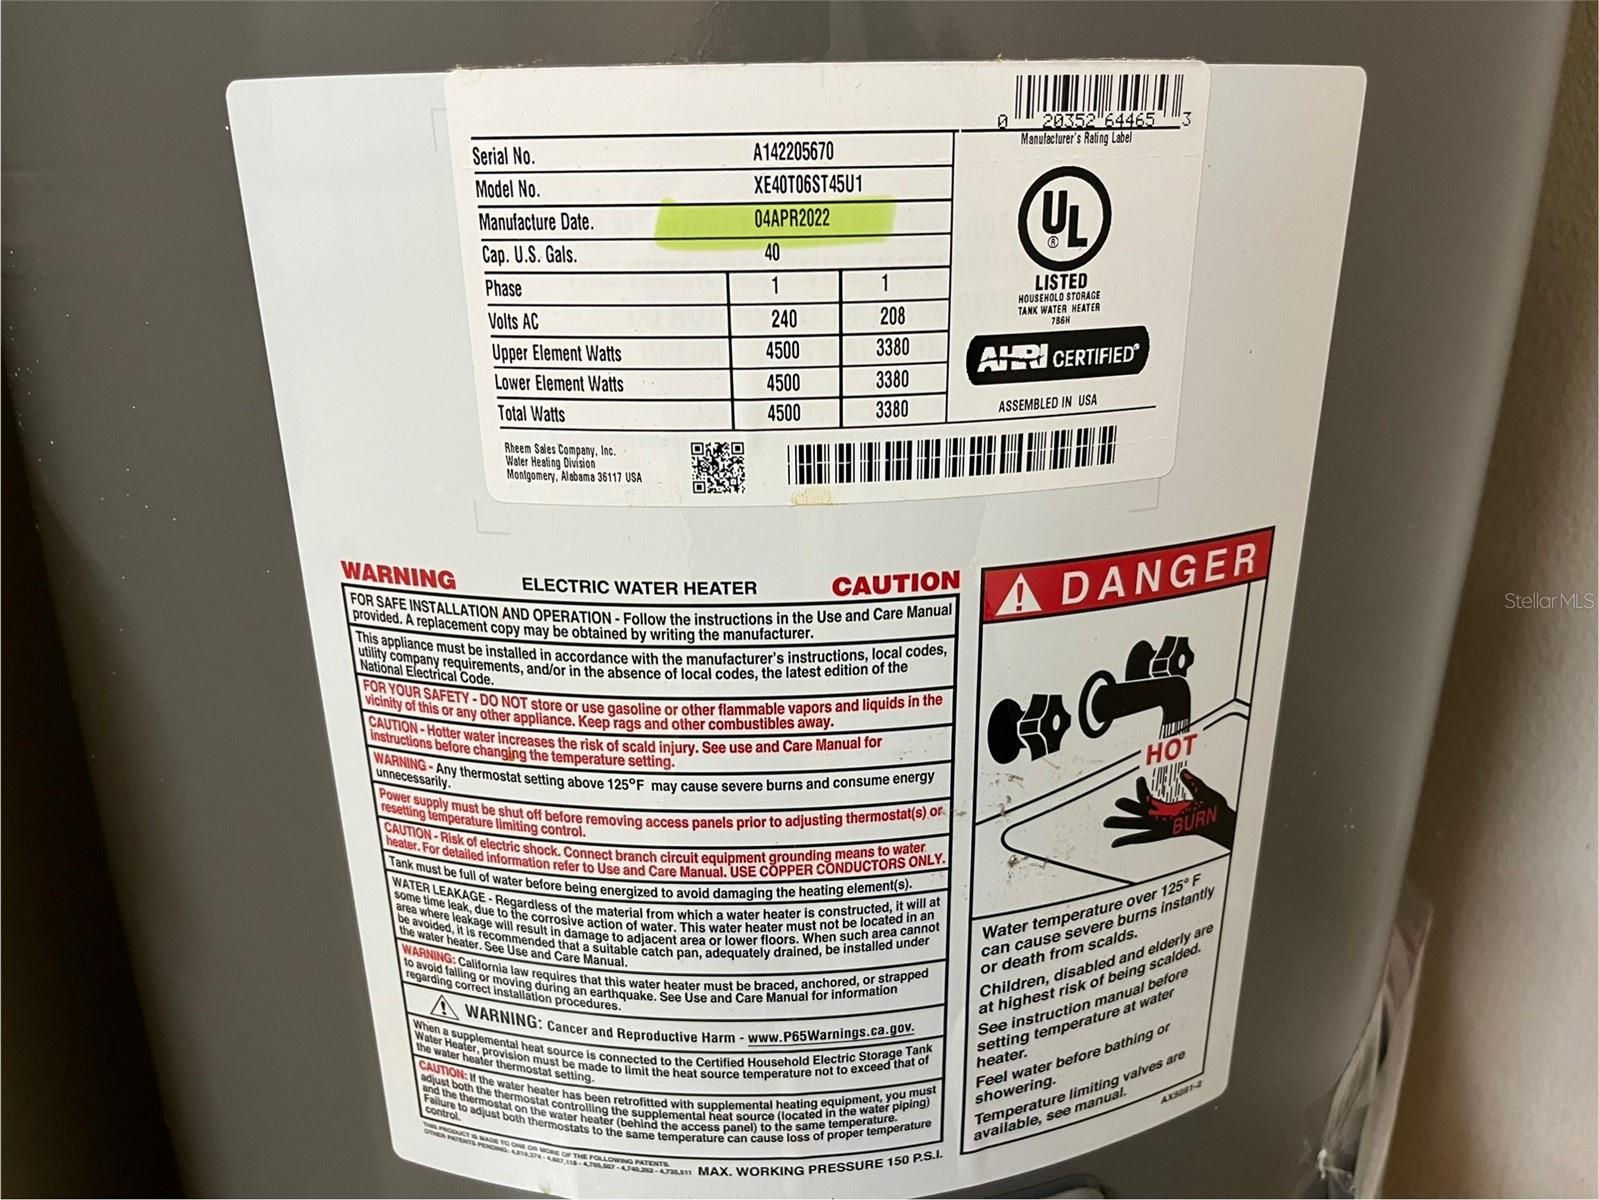 0 20352 64465 3
Manufacturer's Rating Label
Serial No. A142205670
Model No. XE40T06ST45U1
Manufacture Date. 04APR2022
Cap. U.S. Gals. 40
Phase 1 1
Volts AC 240 208
Upper Element Watts 4500 3380
Lower Element Watts 4500 3380
Total Watts 4500 3380
UL
®
LISTED
HOUSEHOLD STORAGE
TANK WATER HEATER
786H
AHRI CERTIFIED®
ASSEMBLED IN USA
Rheem Sales Company, Inc.
Water Heating Division
Montgomery, Alabama 36117 USA
WARNING ELECTRIC WATER HEATER CAUTION
FOR SAFE INSTALLATION AND OPERATION - Follow the instructions in the Use and Care Manual
provided. A replacement copy may be obtained by writing the manufacturer.
This appliance must be installed in accordance with the manufacturer's instructions, local codes,
utility company requirements, and/or in the absence of local codes, the latest edition of the
National Electrical Code.
FOR YOUR SAFETY - DO NOT store or use gasoline or other flammable vapors and liquids in the
vicinity of this or any other appliance. Keep rags and other combustibles away.
CAUTION - Hotter water increases the risk of scald injury. See use and Care Manual for
instructions before changing the temperature setting.
WARNING - Any thermostat setting above 125°F may cause severe burns and consume energy
unnecessarily.
Power supply must be shut off before removing access panels prior to adjusting thermostat(s) or
resetting temperature limiting control.
CAUTION - Risk of electric shock. Connect branch circuit equipment grounding means to water
heater. For detailed information refer to Use and Care Manual. USE COPPER CONDUCTORS ONLY.
Tank must be full of water before being energized to avoid damaging the heating element(s).
WATER LEAKAGE - Regardless of the material from which a water heater is constructed, it will at
some time leak, due to the corrosive action of water. This water heater must not be located in an
area where leakage will result in damage to adjacent area or lower floors. When such area cannot
be avoided, it is recommended that a suitable catch pan, adequately drained, be installed under
the water heater. See Use and Care Manual.
WARNING: California law requires that this water heater must be braced, anchored, or strapped
to avoid falling or moving during an earthquake. See Use and Care Manual for information
regarding correct installation procedures.
WARNING: Cancer and Reproductive Harm - www.P65Warnings.ca.gov.
When a supplemental heat source is connected to the Certified Household Electric Storage Tank
Water Heater, provision must be made to limit the heat source temperature not to exceed that of
the water heater thermostat setting.
CAUTION: If the water heater has been retrofitted with supplemental heating equipment, you must
adjust both the thermostat controlling the supplemental heat source (located in the water piping)
and the thermostat on the water heater (behind the access panel) to the same temperature.
Failure to adjust both thermostats to the same temperature can cause loss of proper temperature
control.
THIS PRODUCT IS MADE TO ONE OR MORE OF THE FOLLOWING PATENTS.
OTHER PATENTS PENDING:
MAX. WORKING PRESSURE 150 P.S.I.
DANGER
HOT
BURN
Water temperature over 125° F
can cause severe burns instantly
or death from scalds.
Children, disabled and elderly are
at highest risk of being scalded.
See instruction manual before
setting temperature at water
heater.
Feel water before bathing or
showering.
Temperature limiting valves are
available, see manual.
AX5081-2
StellarMLS